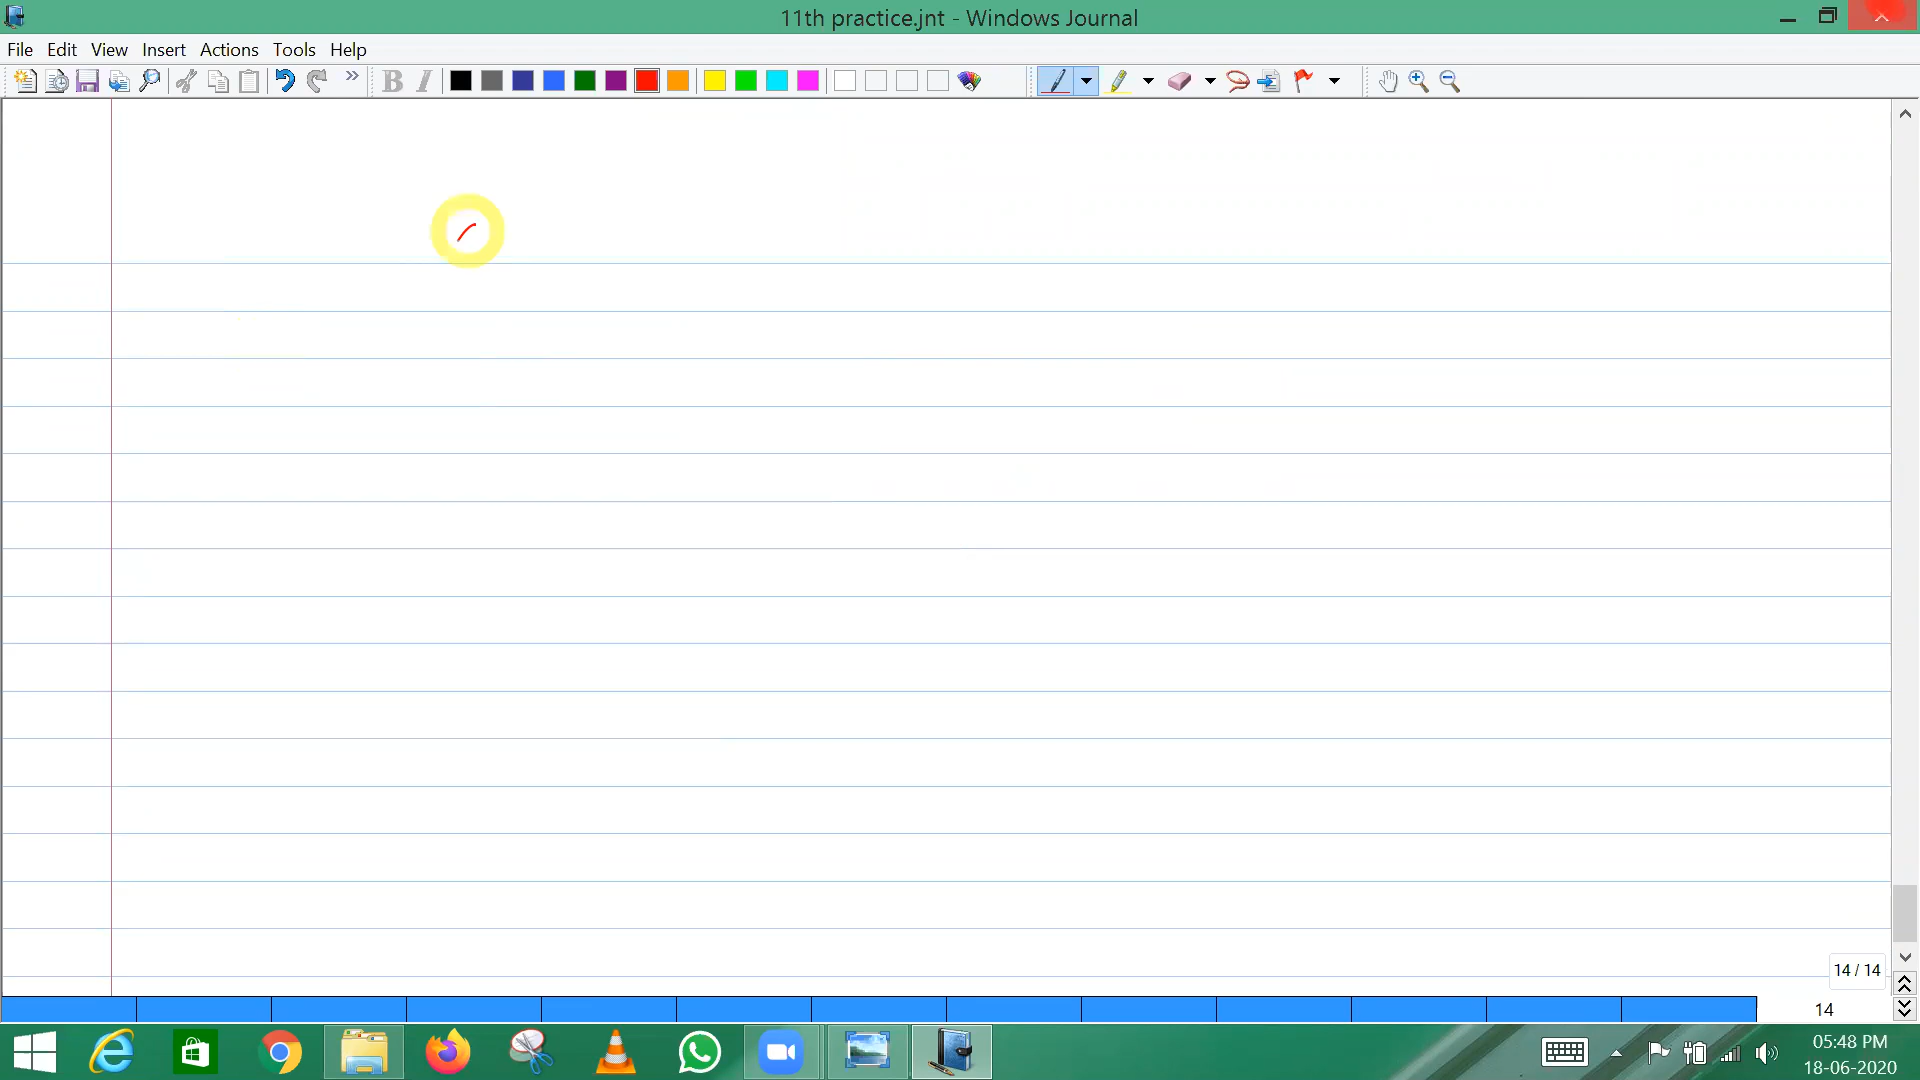 11th practice.jnt - Windows Journal
File Edit View Insert Actions Tools Help
B I
14 / 14
14
05:48 PM
18-06-2020